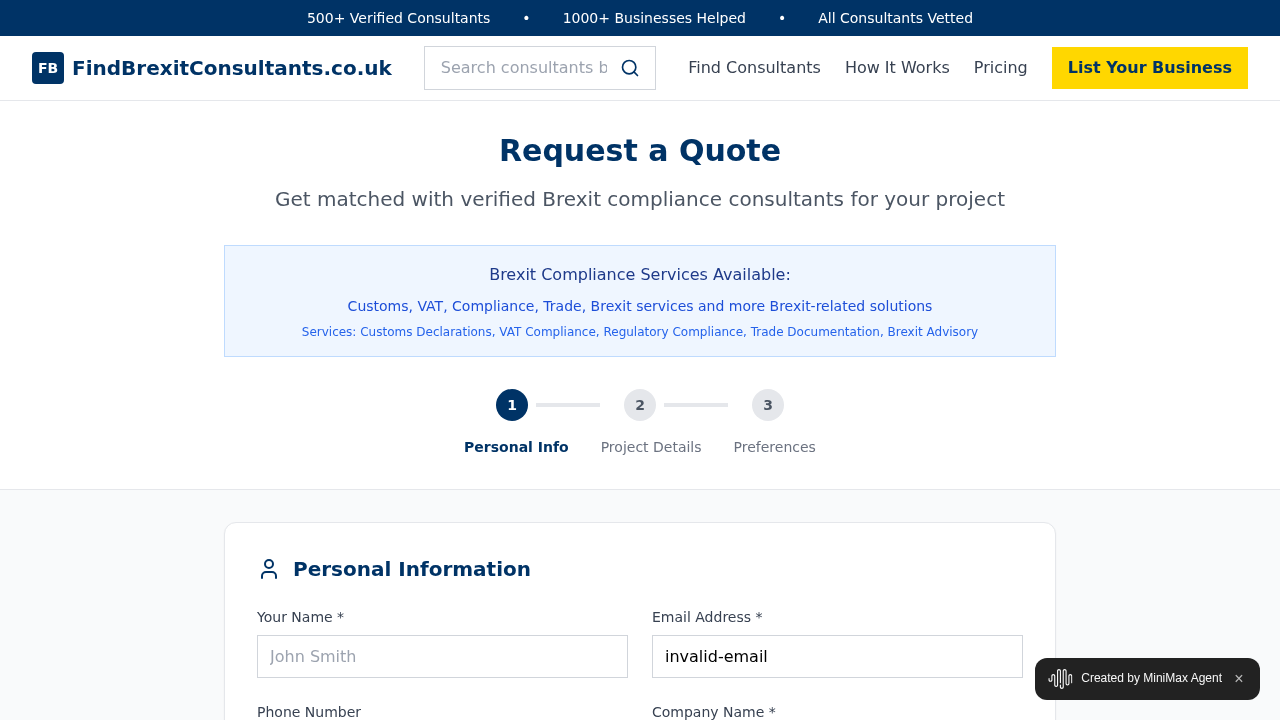 500+ Verified Consultants • 1000+ Businesses Helped • All Consultants Vetted
FB FindBrexitConsultants.co.uk
Search consultants b
Find Consultants How It Works Pricing List Your Business
Request a Quote
Get matched with verified Brexit compliance consultants for your project
Brexit Compliance Services Available:
Customs, VAT, Compliance, Trade, Brexit services and more Brexit-related solutions
Services: Customs Declarations, VAT Compliance, Regulatory Compliance, Trade Documentation, Brexit Advisory
1 2 3
Personal Info Project Details Preferences
Personal Information
Your Name * Email Address *
John Smith invalid-email
Created by MiniMax Agent ×
Phone Number Company Name *